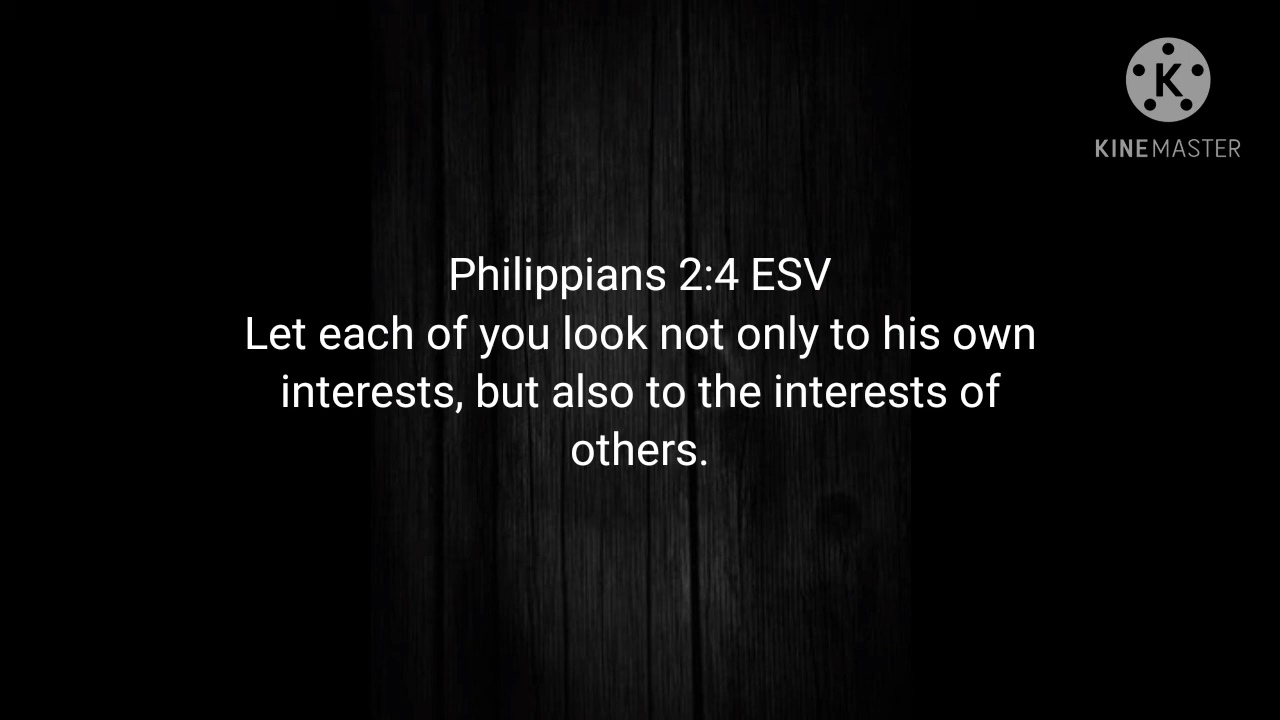 K
KINEMASTER
Philippians 2:4 ESV
Let each of you look not only to his own
interests, but also to the interests of
others.